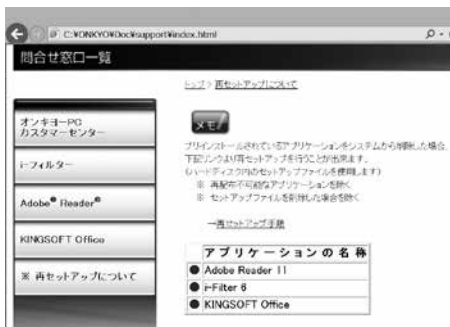 C:¥ONKYO¥Doc¥support¥index.html
問合せ窓口一覧
トップ > 再セットアップについて
オンキヨーPC
カスタマーセンター
i-フィルター
Adobe® Reader®
KINGSOFT Office
※ 再セットアップについて
メモ
プリインストールされているアプリケーションをシステムから削除した場合、
下記リンクより再セットアップを行うことが出来ます。
(ハードディスク内のセットアップファイルを使用します)
※ 再配布不可能なアプリケーションを除く
※ セットアップファイルを削除した場合を除く
→再セットアップ手順
アプリケーションの名称
● Adobe Reader 11
● i-Filter 6
● KINGSOFT Office